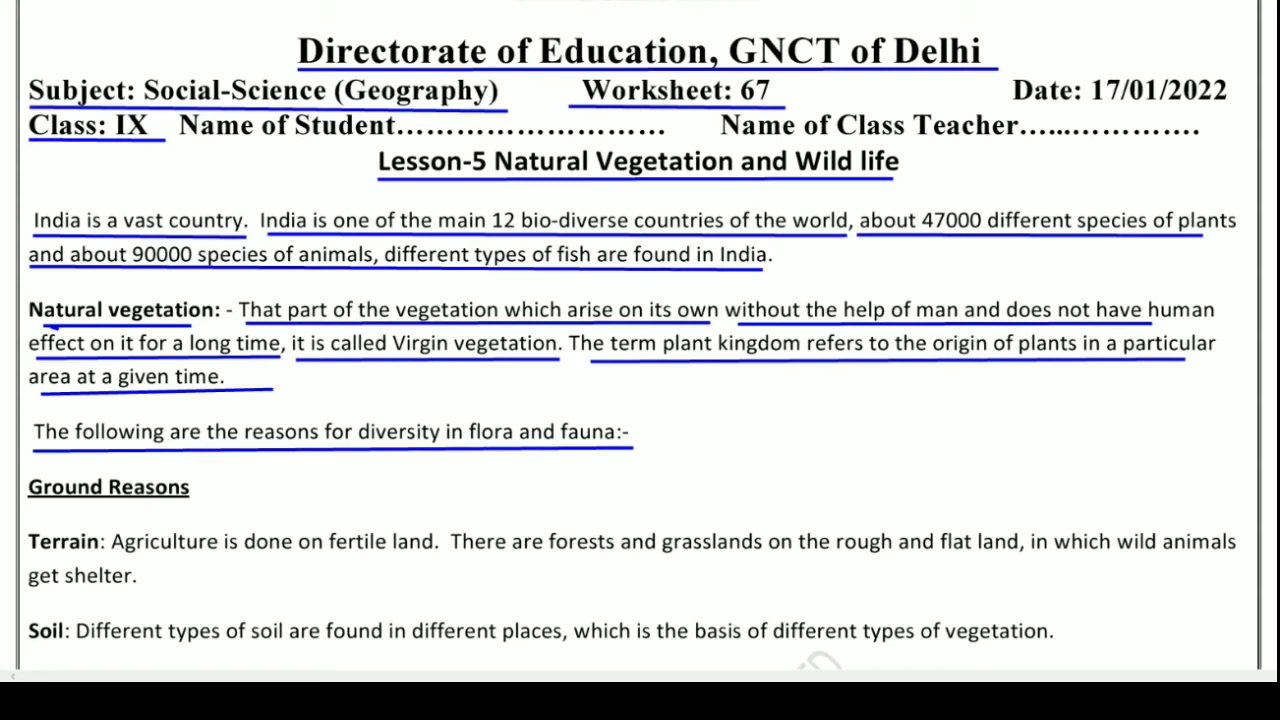 Directorate of Education, GNCT of Delhi
Subject: Social-Science (Geography) Worksheet: 67 Date: 17/01/2022
Class: IX Name of Student........................... Name of Class Teacher..................
Lesson-5 Natural Vegetation and Wild life
India is a vast country. India is one of the main 12 bio-diverse countries of the world, about 47000 different species of plants
and about 90000 species of animals, different types of fish are found in India.
Natural vegetation: - That part of the vegetation which arise on its own without the help of man and does not have human
effect on it for a long time, it is called Virgin vegetation. The term plant kingdom refers to the origin of plants in a particular
area at a given time.
The following are the reasons for diversity in flora and fauna:-
Ground Reasons
Terrain: Agriculture is done on fertile land. There are forests and grasslands on the rough and flat land, in which wild animals
get shelter.
Soil: Different types of soil are found in different places, which is the basis of different types of vegetation.